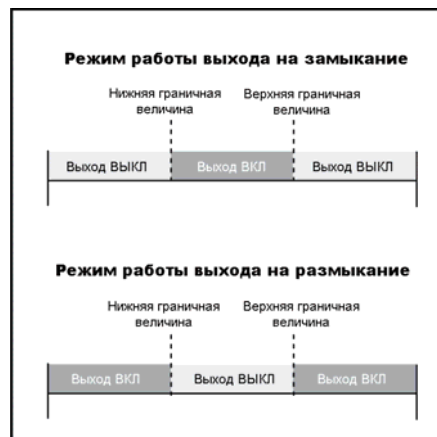 Режим работы выхода на замыкание
Нижняя граничная Верхняя граничная
величина величина
Выход ВЫКЛ Выход ВКЛ Выход ВЫКЛ
Режим работы выхода на размыкание
Нижняя граничная Верхняя граничная
величина величина
Выход ВКЛ Выход ВЫКЛ Выход ВКЛ